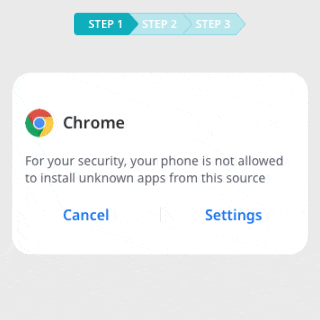 STEP 1 STEP 2 STEP 3
Chrome
For your security, your phone is not allowed
to install unknown apps from this source
Cancel Settings